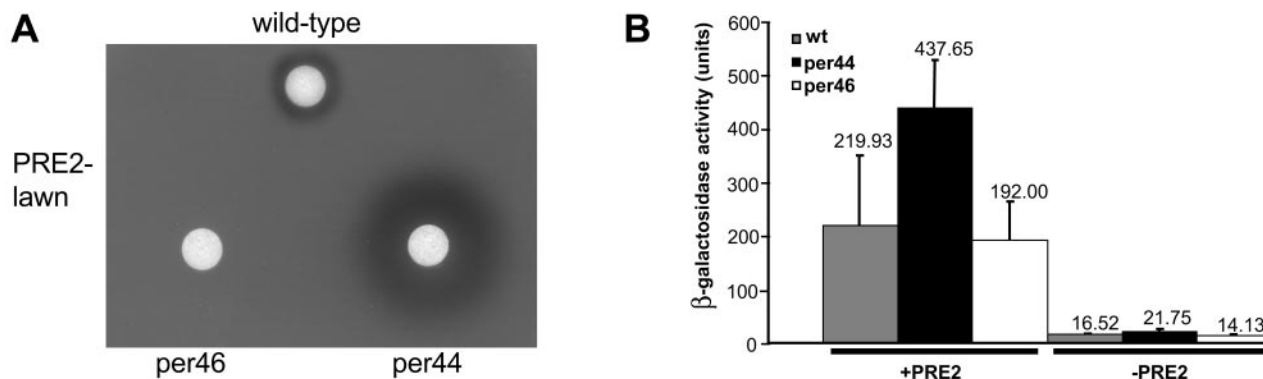 A
wild-type
PRE2-
lawn
per46
per44
B
β-galactosidase activity (units)
600
500
400
300
200
100
0
wt
per44
per46
219.93
437.65
192.00
16.52
21.75
14.13
+PRE2
-PRE2